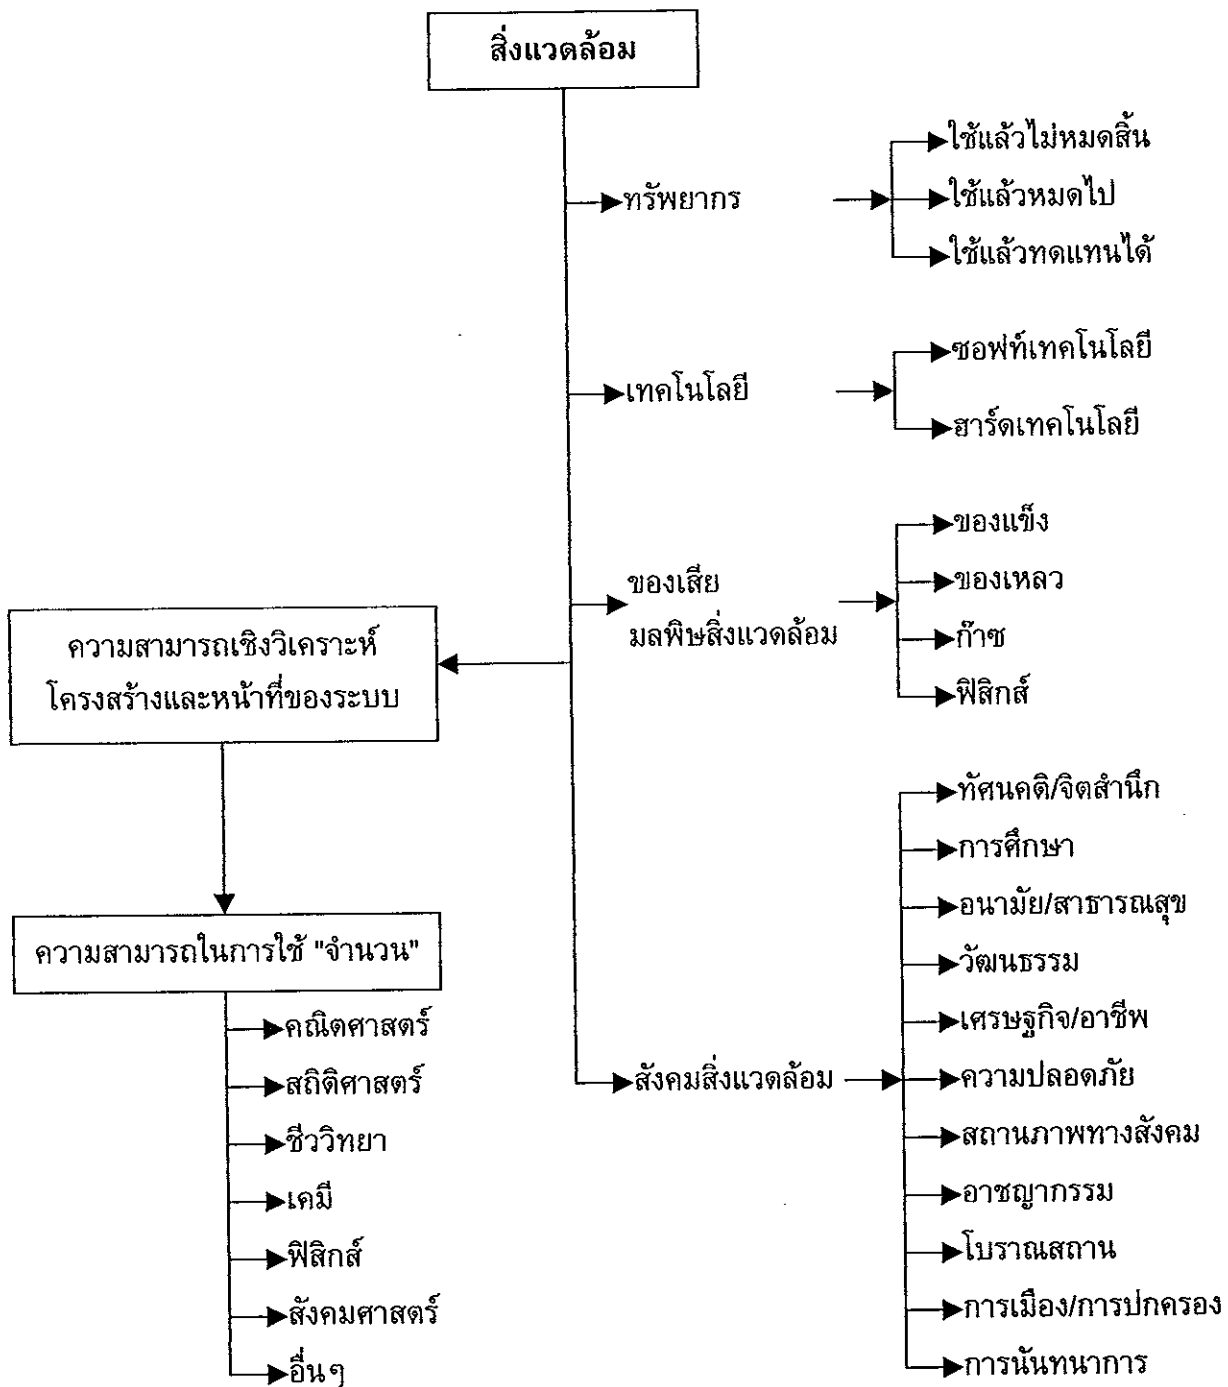 สิ่งแวดล้อม
ทรัพยากร
ใช้แล้วไม่หมดสิ้น
ใช้แล้วหมดไป
ใช้แล้วทดแทนได้
เทคโนโลยี
ซอฟท์เทคโนโลยี
ฮาร์ดเทคโนโลยี
ของเสีย
มลพิษสิ่งแวดล้อม
ของแข็ง
ของเหลว
ก๊าซ
ฟิสิกส์
ความสามารถเชิงวิเคราะห์
โครงสร้างและหน้าที่ของระบบ
ความสามารถในการใช้ "จำนวน"
คณิตศาสตร์
สถิติศาสตร์
ชีววิทยา
เคมี
ฟิสิกส์
สังคมศาสตร์
อื่นๆ
สังคมสิ่งแวดล้อม
ทัศนคติ/จิตสำนึก
การศึกษา
อนามัย/สาธารณสุข
วัฒนธรรม
เศรษฐกิจ/อาชีพ
ความปลอดภัย
สถานภาพทางสังคม
อาชญากรรม
โบราณสถาน
การเมือง/การปกครอง
การนันทนาการ